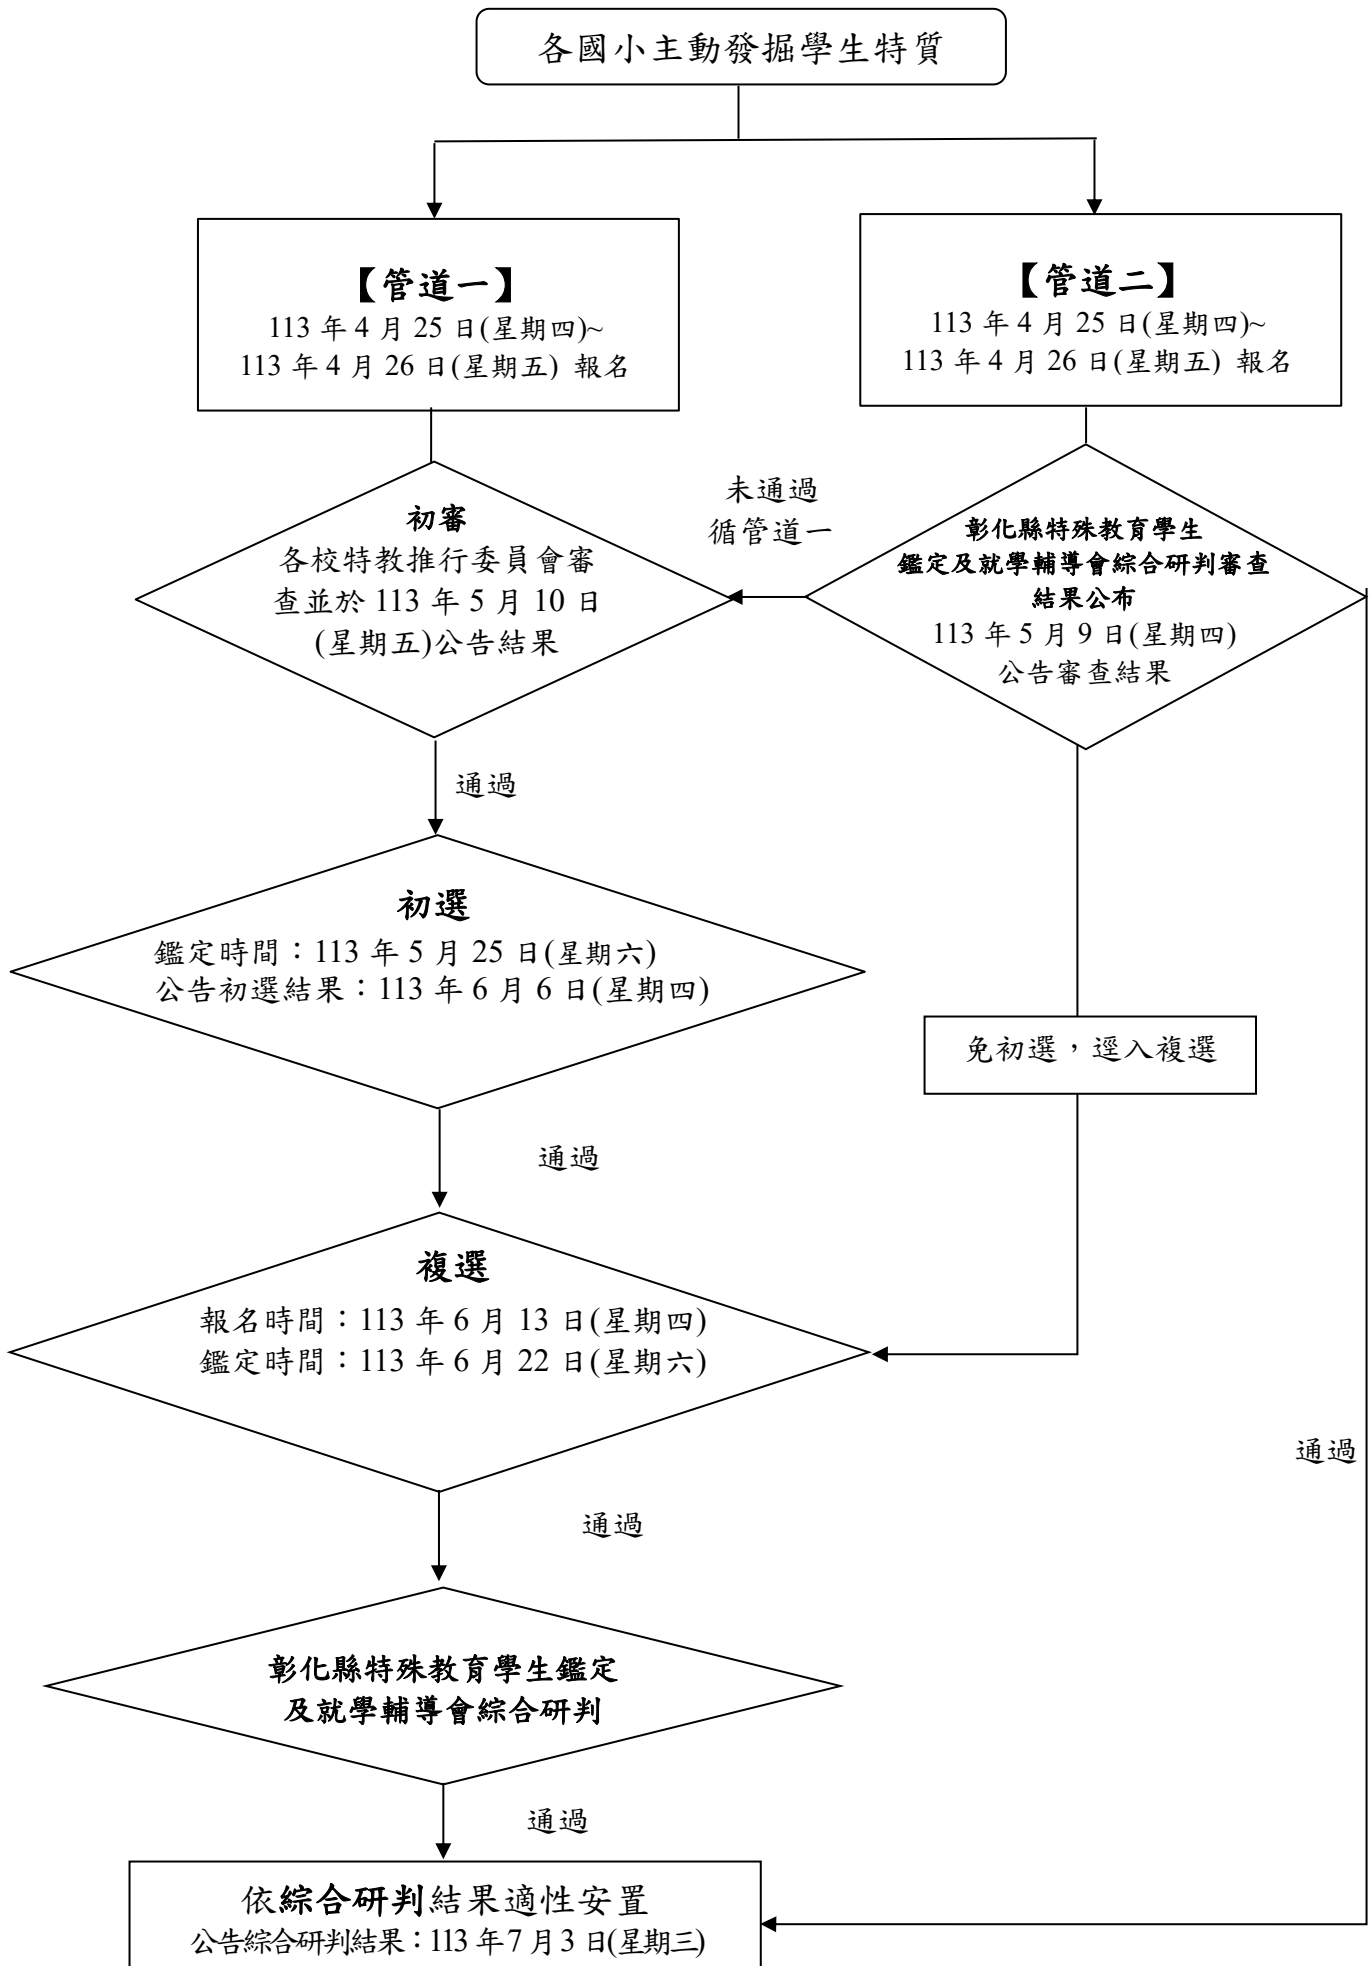 各國小主動發掘學生特質
【管道一】
113 年 4 月 25 日(星期四)~
113 年 4 月 26 日(星期五) 報名
【管道二】
113 年 4 月 25 日(星期四)~
113 年 4 月 26 日(星期五) 報名
初審
各校特教推行委員會審
查並於 113 年 5 月 10 日
(星期五)公告結果
未通過
循管道一
彰化縣特殊教育學生
鑑定及就學輔導會綜合研判審查
結果公布
113 年 5 月 9 日(星期四)
公告審查結果
通過
初選
鑑定時間：113 年 5 月 25 日(星期六)
公告初選結果：113 年 6 月 6 日(星期四)
免初選，逕入複選
通過
複選
報名時間：113 年 6 月 13 日(星期四)
鑑定時間：113 年 6 月 22 日(星期六)
通過
通過
彰化縣特殊教育學生鑑定
及就學輔導會綜合研判
通過
依綜合研判結果適性安置
公告綜合研判結果：113 年 7 月 3 日(星期三)